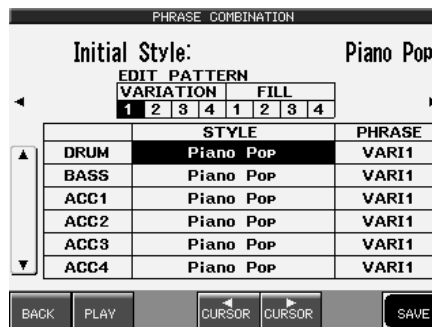 PHRASE COMBINATION
Initial Style: Piano Pop
EDIT PATTERN
VARIATION FILL
1 2 3 4 1 2 3 4
STYLE PHRASE
DRUM Piano Pop VARI1
BASS Piano Pop VARI1
ACC1 Piano Pop VARI1
ACC2 Piano Pop VARI1
ACC3 Piano Pop VARI1
ACC4 Piano Pop VARI1
BACK PLAY CURSOR CURSOR SAVE